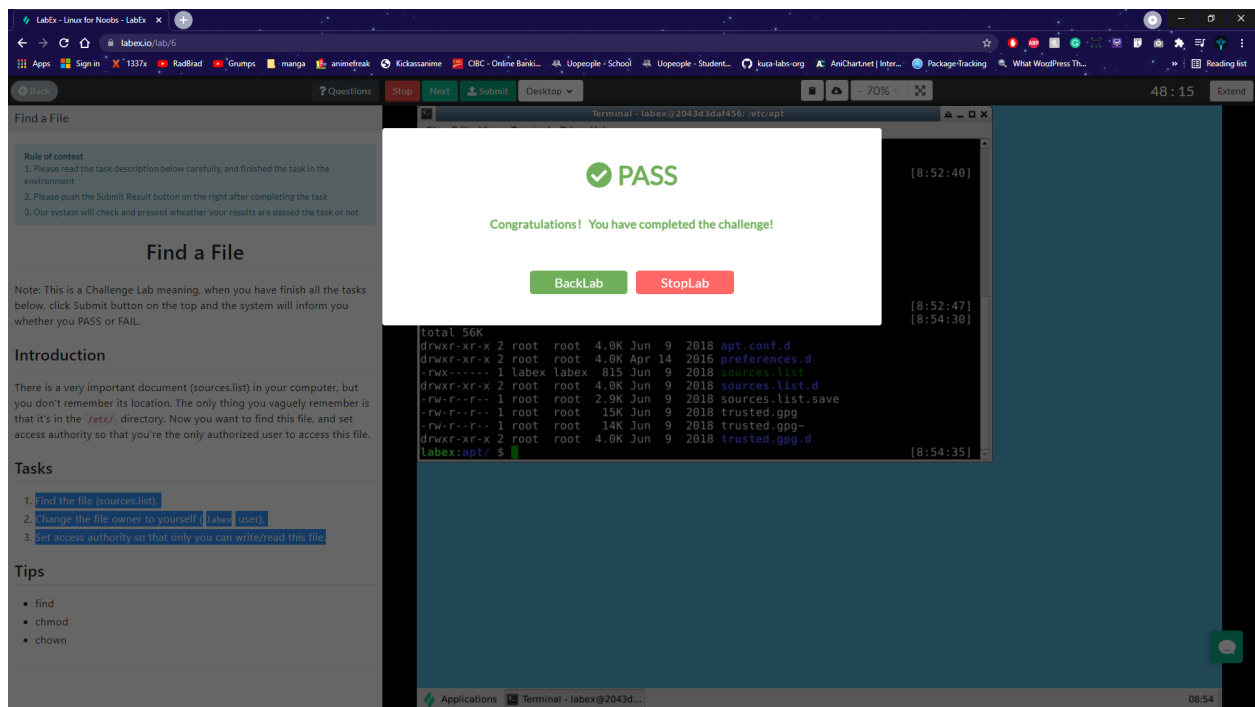 LabEx - Linux for Noobs - LabEx
labex.io/lab/6
Apps Sign in 1337x RadBrad Grumps manga animefreak Kickassanime CIBC - Online Banki... Uopeople - School Uopeople - Student... kusa-labs-org AniChart.net | Inter... Package-Tracking What WordPress Th... » Reading list
Back ? Questions Stop Next Submit Desktop - 70% + 48:15 Extend
Find a File
Rule of contest
1. Please read the task description below carefully, and finished the task in the
environment
2. Please push the Submit Result button on the right after completing the task
3. Our system will check and present wheather your results are passed the task or not
Find a File
Note: This is a Challenge Lab meaning, when you have finish all the tasks
below, click Submit button on the top and the system will inform you
whether you PASS or FAIL.
Introduction
There is a very important document (sources.list) in your computer, but
you don't remember its location. The only thing you vaguely remember is
that it's in the /etc/ directory. Now you want to find this file, and set
access authority so that you're the only authorized user to access this file.
Tasks
1. Find the file (sources.list).
2. Change the file owner to yourself ( labex user).
3. Set access authority so that only you can write/read this file.
Tips
• find
• chmod
• chown
Terminal - labex@2043d3daf456: /etc/apt
[8:52:40]
PASS
Congratulations! You have completed the challenge!
BackLab StopLab
[8:52:47]
[8:54:30]
total 56K
drwxr-xr-x 2 root root 4.0K Jun 9 2018 apt.conf.d
drwxr-xr-x 2 root root 4.0K Apr 14 2016 preferences.d
-rwx------ 1 labex labex 815 Jun 9 2018 sources.list
drwxr-xr-x 2 root root 4.0K Jun 9 2018 sources.list.d
-rw-r--r-- 1 root root 2.9K Jun 9 2018 sources.list.save
-rw-r--r-- 1 root root 15K Jun 9 2018 trusted.gpg
-rw-r--r-- 1 root root 14K Jun 9 2018 trusted.gpg~
drwxr-xr-x 2 root root 4.0K Jun 9 2018 trusted.gpg.d
labex:apt/ $ [8:54:35]
Applications Terminal - labex@2043d... 08:54